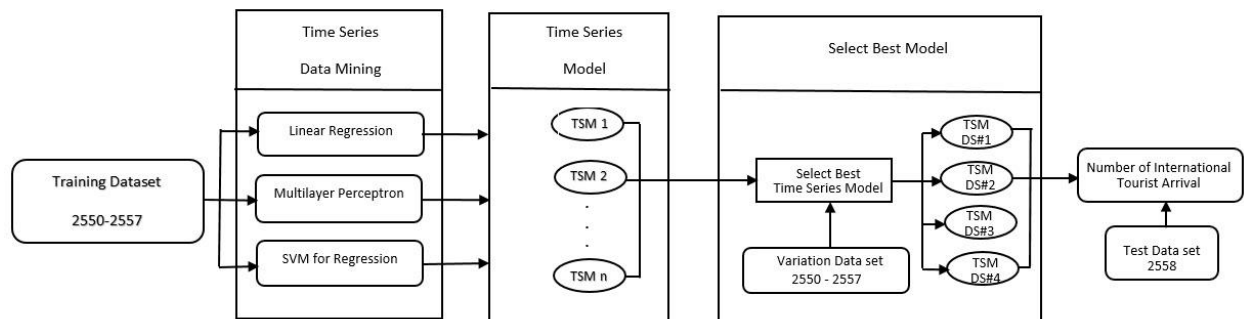 Training Dataset
2550-2557
Time Series
Data Mining
Linear Regression
Multilayer Perceptron
SVM for Regression
Time Series
Model
TSM 1
TSM 2
.
.
.
.
TSM n
Select Best Model
Select Best
Time Series Model
Variation Data set
2550 - 2557
TSM
DS#1
TSM
DS#2
TSM
DS#3
TSM
DS#4
Number of International
Tourist Arrival
Test Data set
2558